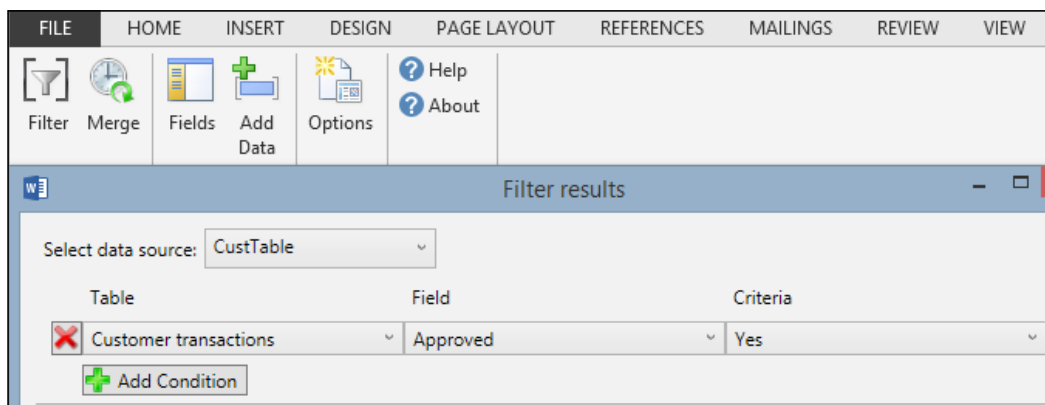 FILE HOME INSERT DESIGN PAGE LAYOUT REFERENCES MAILINGS REVIEW VIEW
Help
About
Filter Merge Fields Add Data Options
Filter results
Select data source: CustTable
Table Field Criteria
Customer transactions Approved Yes
Add Condition